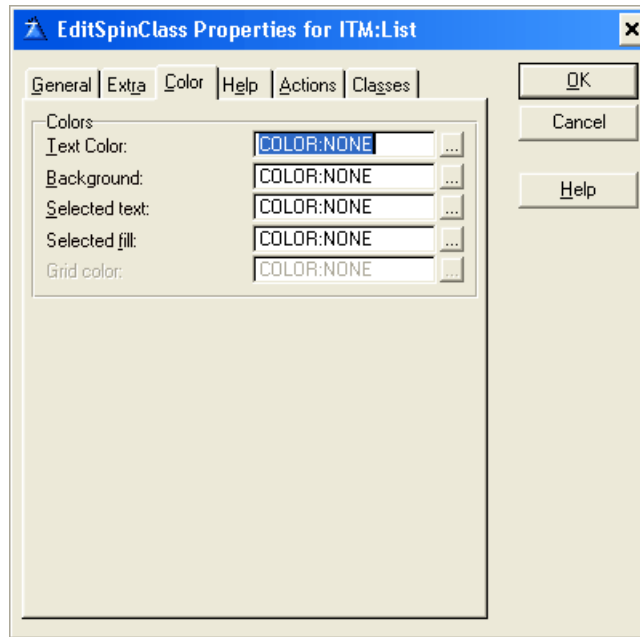 EditSpinClass Properties for ITM:List
General Extra Color Help Actions Classes
OK
Cancel
Help
Colors
Text Color: COLOR:NONE ...
Background: COLOR:NONE ...
Selected text: COLOR:NONE ...
Selected fill: COLOR:NONE ...
Grid color: COLOR:NONE ...